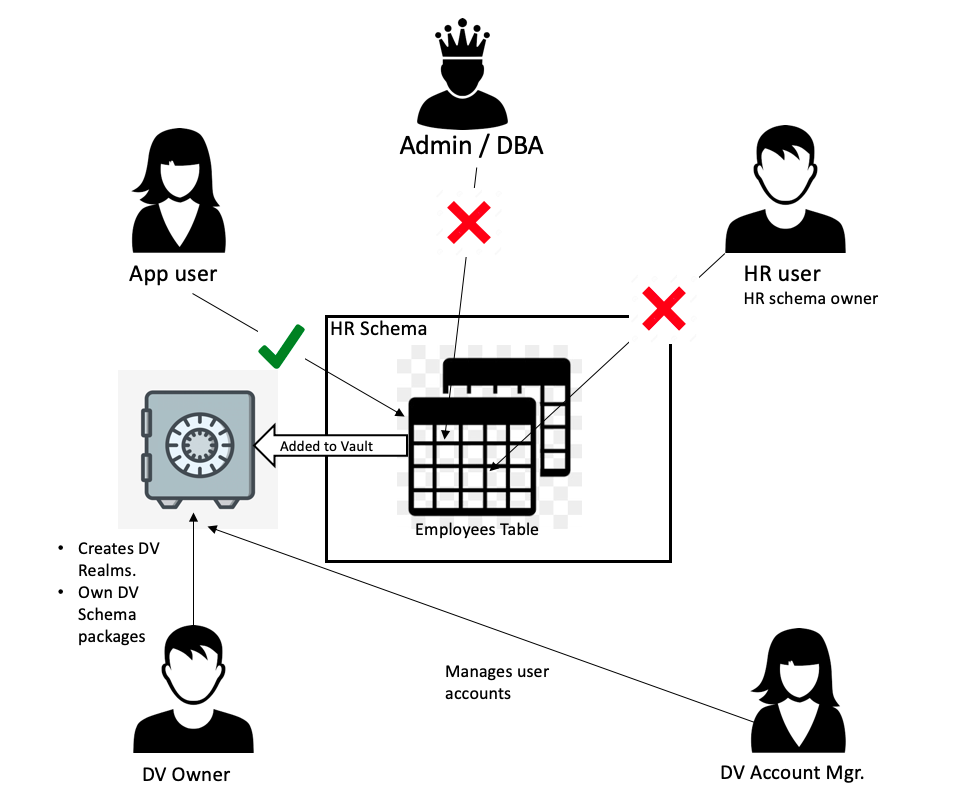 Admin / DBA
App user
HR user
HR schema owner
HR Schema
Added to Vault
Employees Table
• Creates DV
Realms.
• Own DV
Schema
packages
Manages user
accounts
DV Owner
DV Account Mgr.